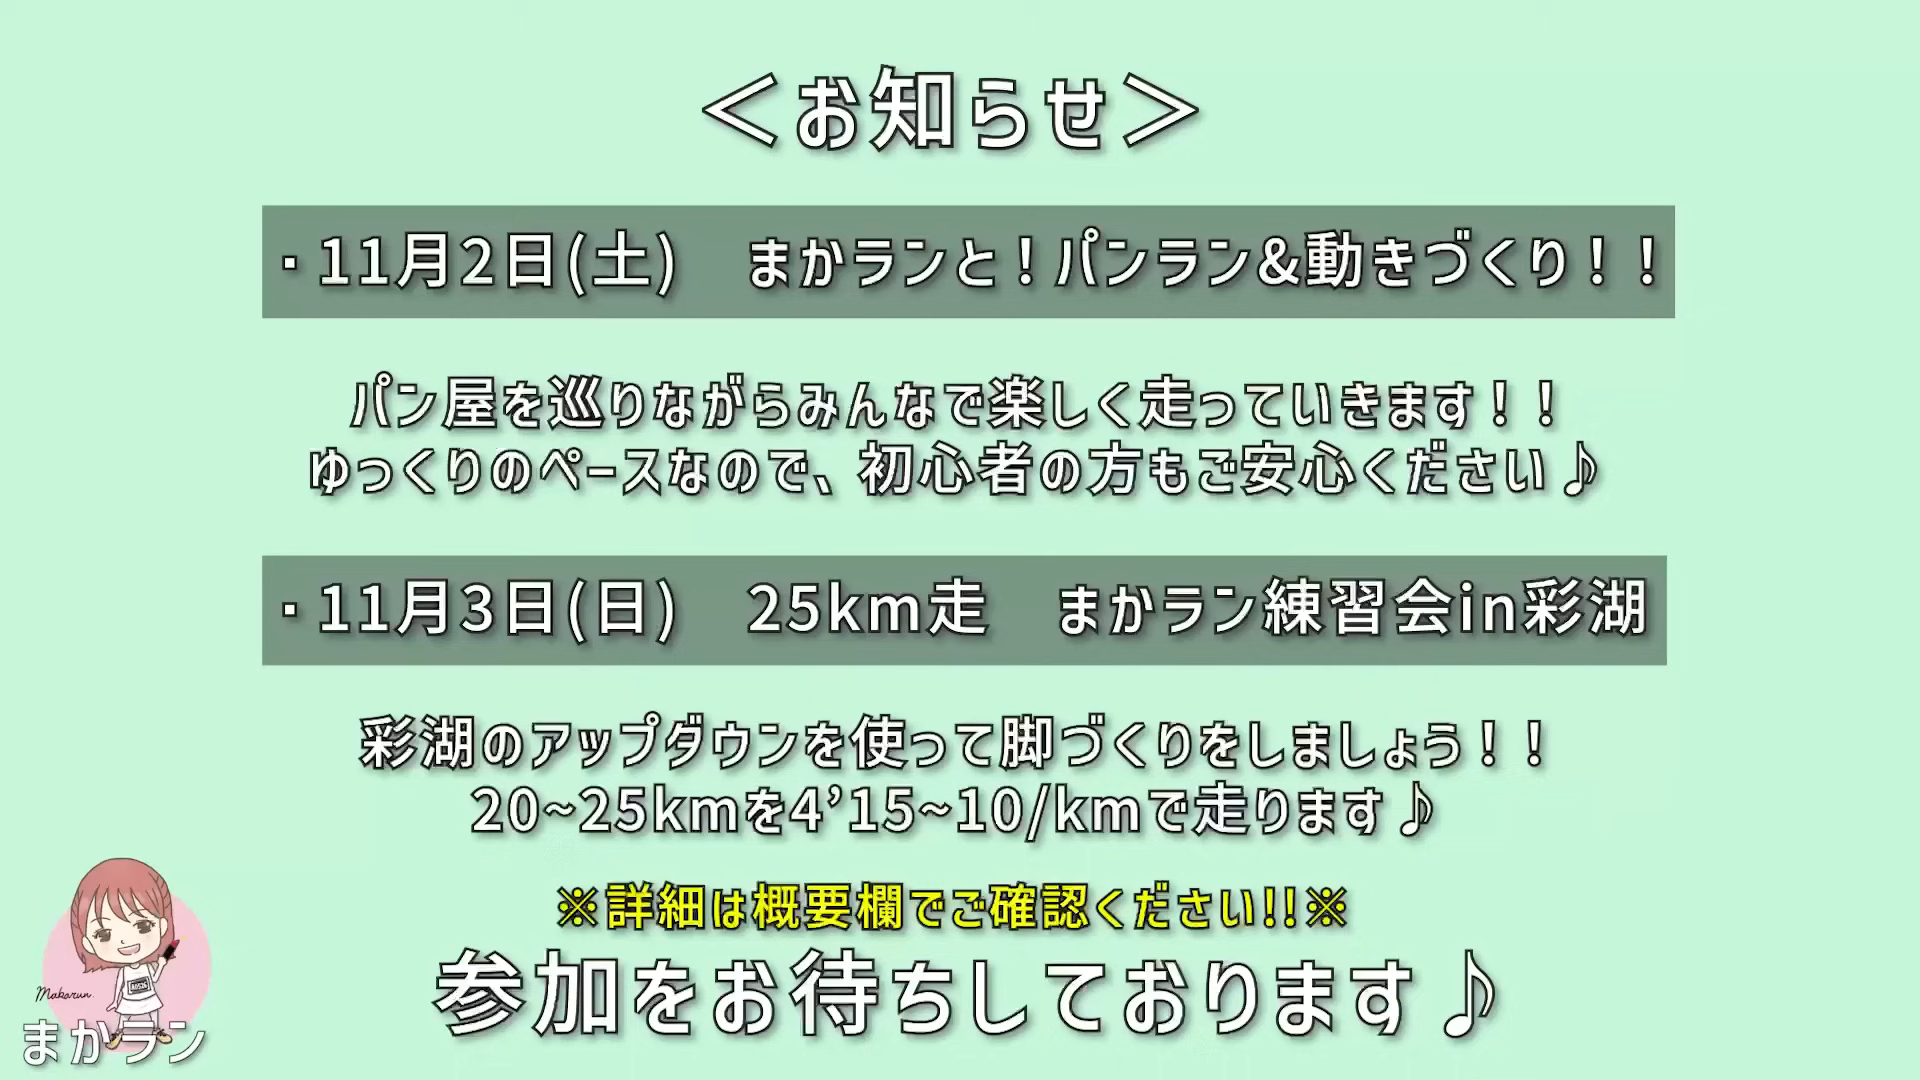 ＜お知らせ＞
・11月2日(土)　まかランと！パンラン&動きづくり！！
パン屋を巡りながらみんなで楽しく走っていきます！！
ゆっくりのペースなので、初心者の方もご安心ください♪
・11月3日(日)　25km走　まかラン練習会in彩湖
彩湖のアップダウンを使って脚づくりをしましょう！！
20~25kmを4’15~10/kmで走ります♪
※詳細は概要欄でご確認ください!!※
参加をお待ちしております♪
Makarun
まかラン